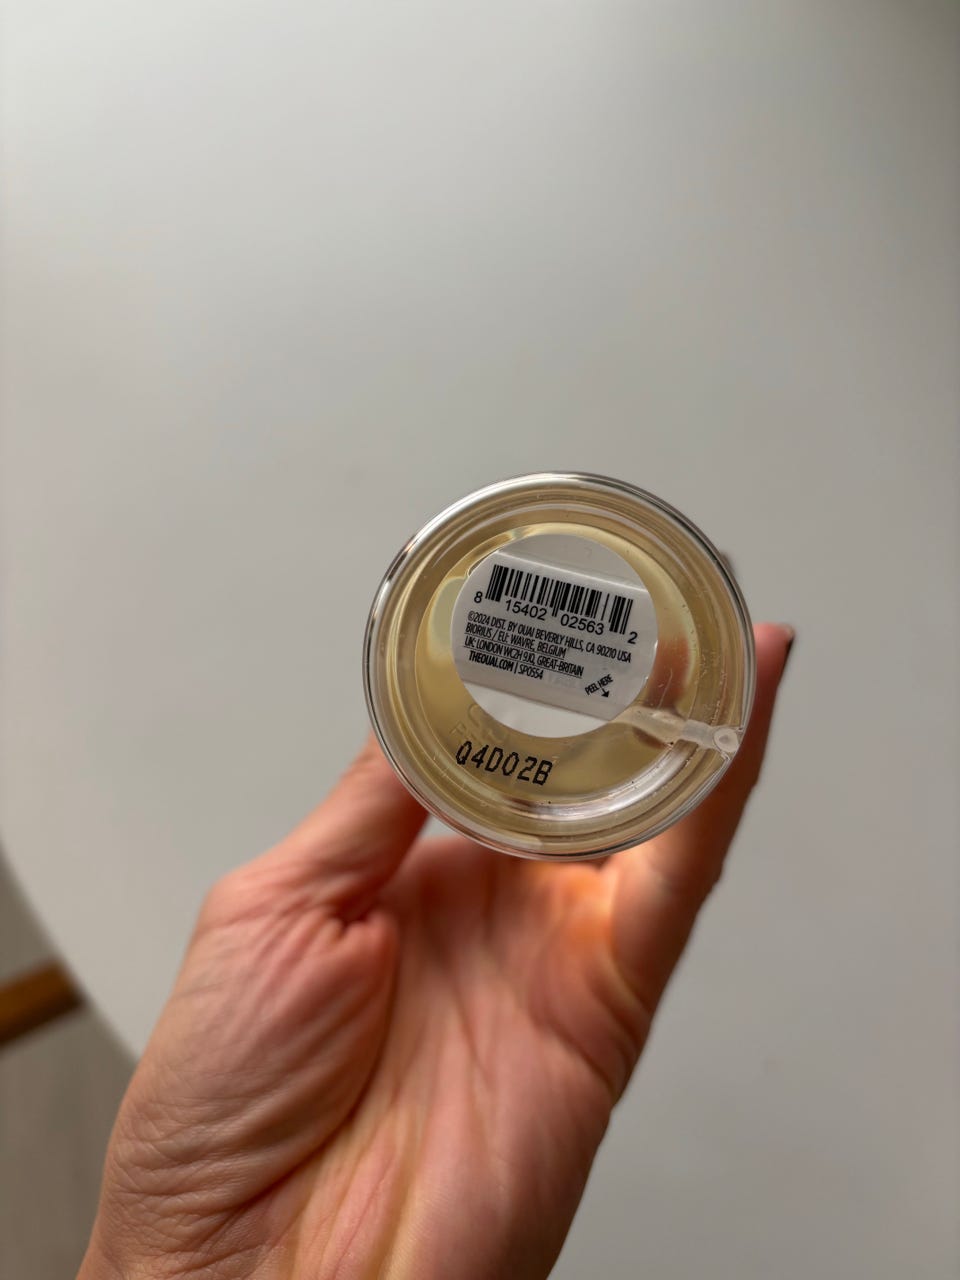 8 15402 02563 2
©2024 DIST. BY OUAI BEVERLY HILLS, CA 90210 USA
BIORIUS / EU: WAVRE, BELGIUM
UK: LONDON WC2H 9JQ, GREAT-BRITAIN
THEOUAI.COM | SP0554
PEEL HERE
Q4D02B